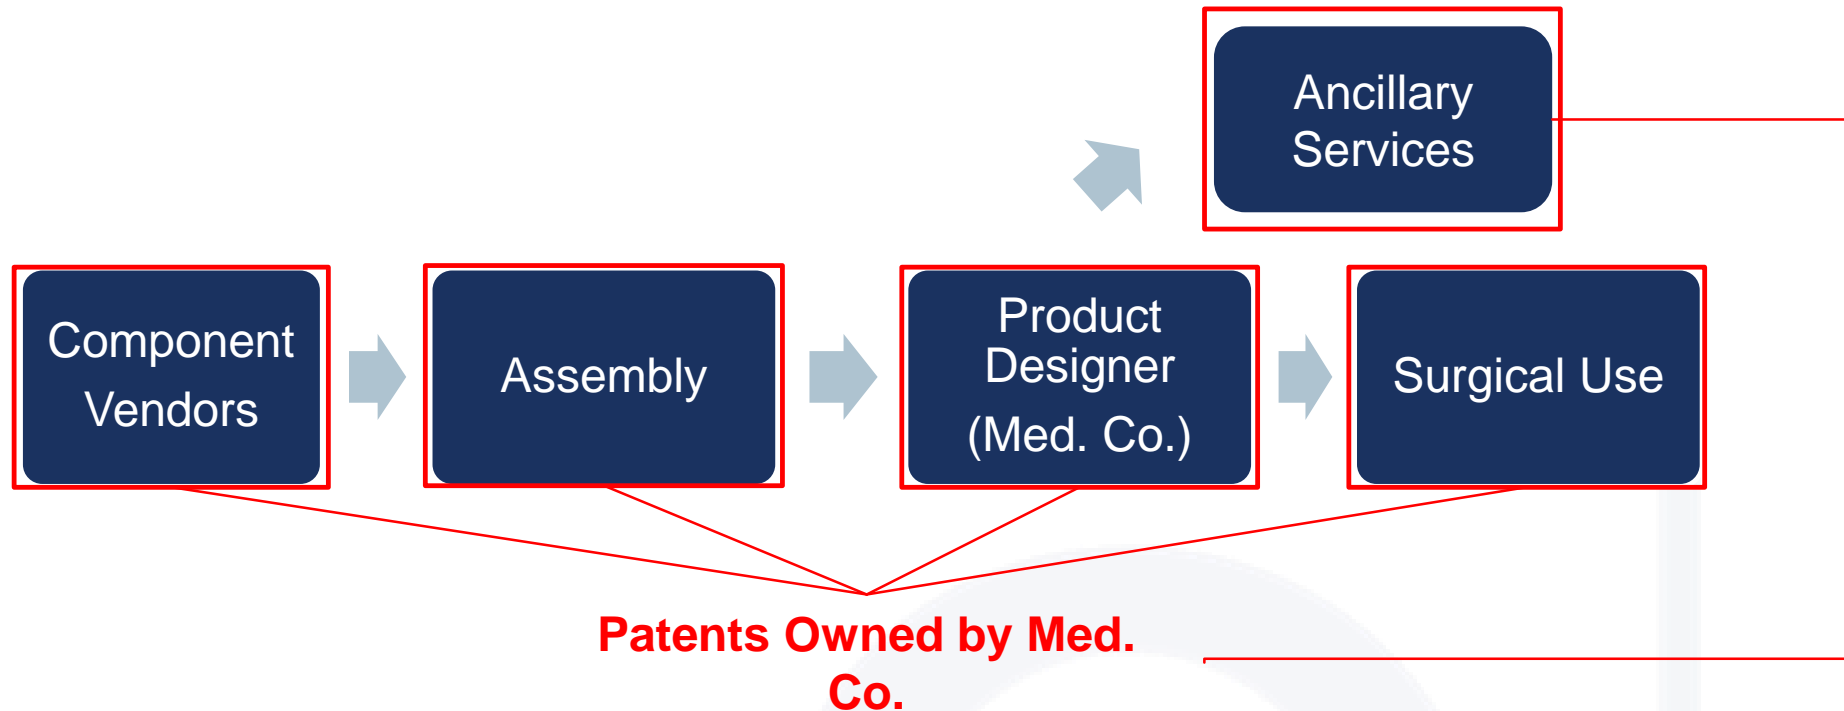 Ancillary
Services
Component
Vendors
Assembly
Product
Designer
(Med. Co.)
Surgical Use
Patents Owned by Med.
Co.